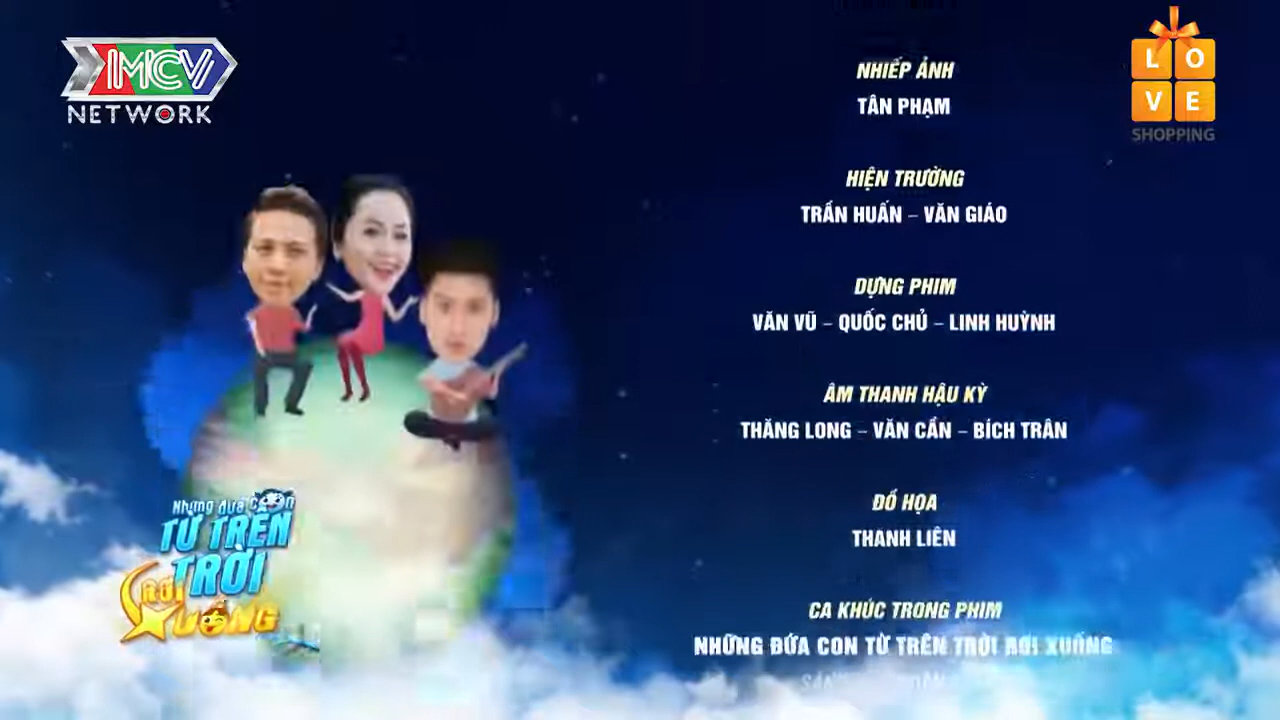 MCV
NETWORK
LOVE
SHOPPING
NHIẾP ẢNH
TÂN PHẠM
HIỆN TRƯỜNG
TRẦN HUẤN – VĂN GIÁO
DỰNG PHIM
VĂN VŨ – QUỐC CHỦ – LINH HUỲNH
ÂM THANH HẬU KỲ
THĂNG LONG – VĂN CẦN – BÍCH TRÂN
ĐỒ HỌA
THANH LIÊN
CA KHÚC TRONG PHIM
NHỮNG ĐỨA CON TỪ TRÊN TRỜI RƠI XUỐNG
Những đứa con
TỪ TRÊN
TRỜI
RƠI
XUỐNG